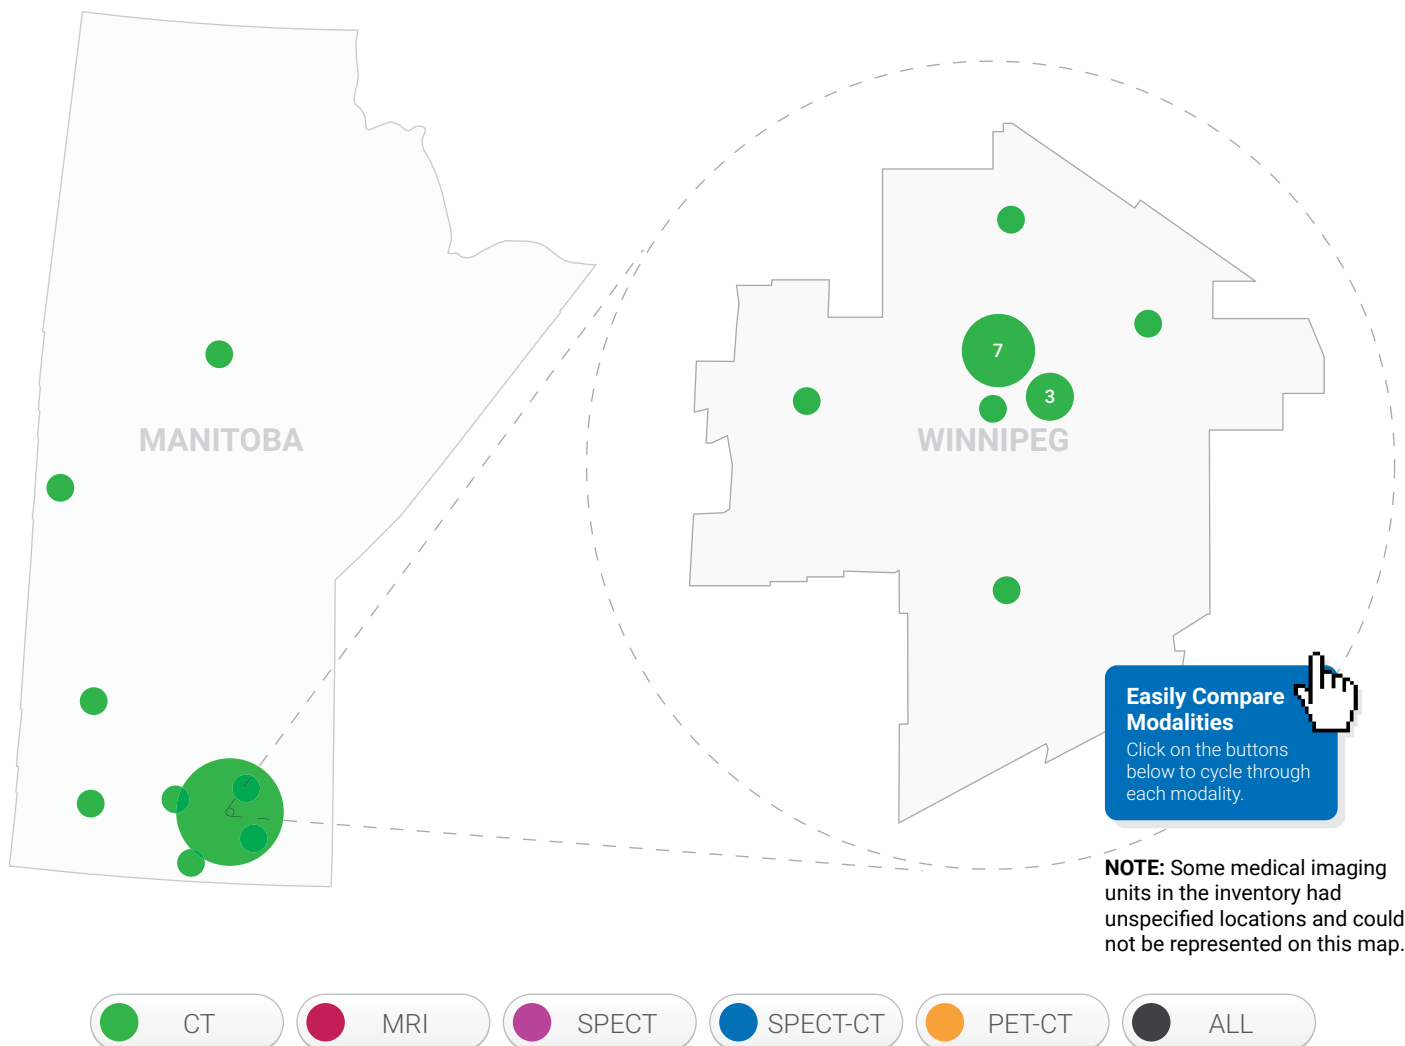 MANITOBA
7
3
WINNIPEG
Easily Compare
Modalities
Click on the buttons
below to cycle through
each modality.
NOTE: Some medical imaging
units in the inventory had
unspecified locations and could
not be represented on this map.
CT
MRI
SPECT
SPECT-CT
PET-CT
ALL